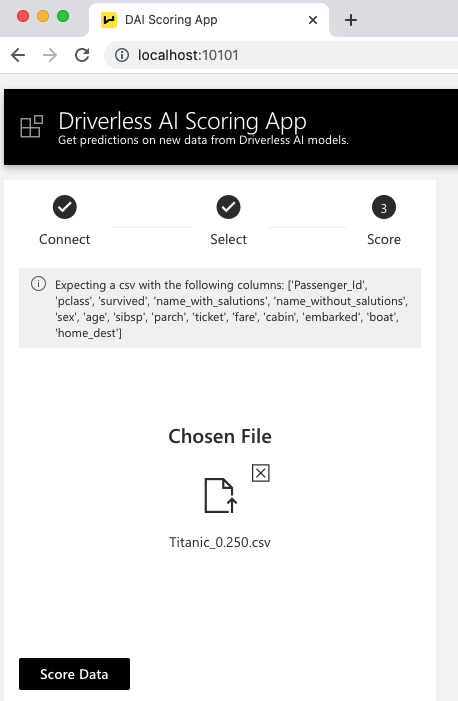 DAI Scoring App
localhost:10101
Driverless AI Scoring App
Get predictions on new data from Driverless AI models.
3
Connect
Select
Score
Expecting a csv with the following columns: ['Passenger_Id',
'pclass', 'survived', 'name_with_salutions', 'name_without_salutions',
'sex', 'age', 'sibsp', 'parch', 'ticket', 'fare', 'cabin', 'embarked', 'boat',
'home_dest']
Chosen File
Titanic_0.250.csv
Score Data